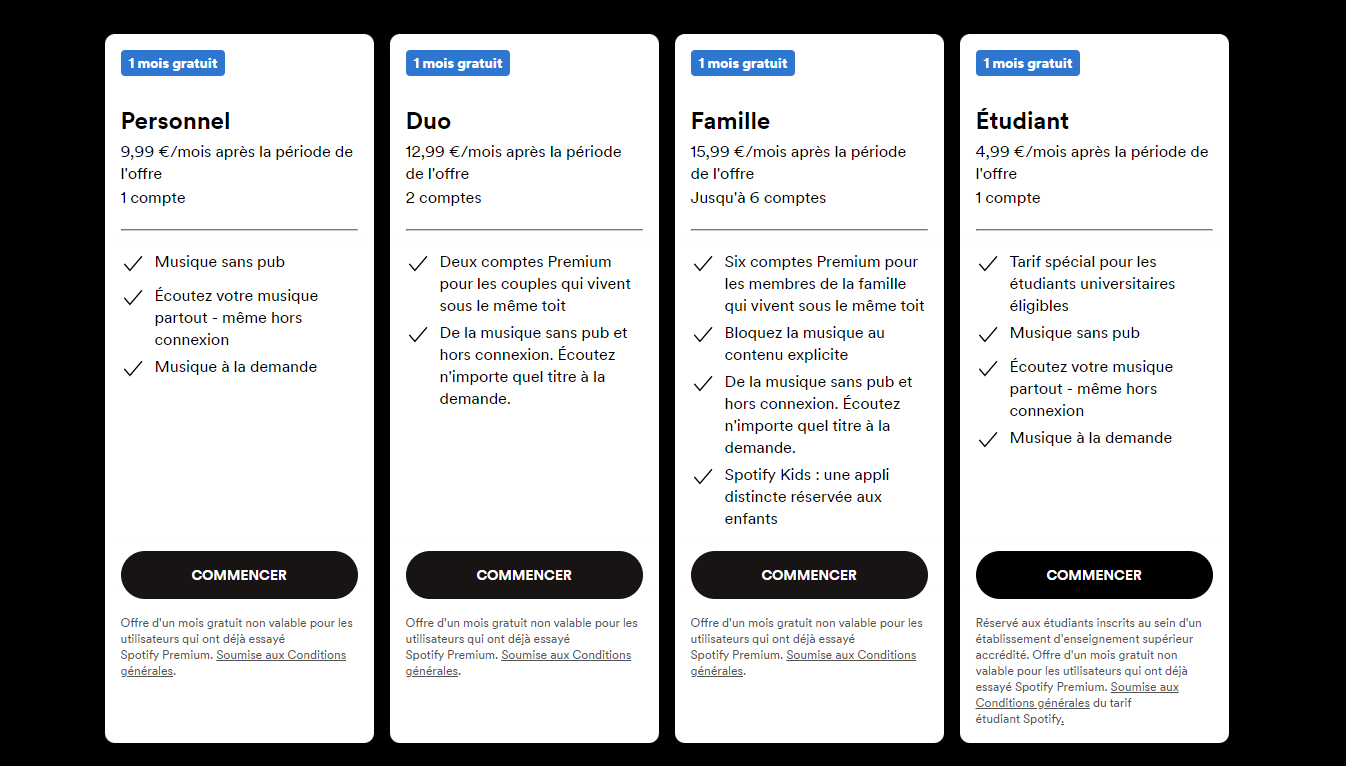 1 mois gratuit
Personnel
9,99 €/mois après la période de
l'offre
1 compte
Musique sans pub
Écoutez votre musique
partout - même hors
connexion
Musique à la demande
COMMENCER
Offre d'un mois gratuit non valable pour les
utilisateurs qui ont déjà essayé
Spotify Premium. Soumise aux Conditions
générales.
1 mois gratuit
Duo
12,99 €/mois après la période
de l'offre
2 comptes
Deux comptes Premium
pour les couples qui vivent
sous le même toit
De la musique sans pub et
hors connexion. Écoutez
n'importe quel titre à la
demande.
COMMENCER
Offre d'un mois gratuit non valable pour les
utilisateurs qui ont déjà essayé
Spotify Premium. Soumise aux Conditions
générales.
1 mois gratuit
Famille
15,99 €/mois après la période
de l'offre
Jusqu'à 6 comptes
Six comptes Premium pour
les membres de la famille
qui vivent sous le même toit
Bloquez la musique au
contenu explicite
De la musique sans pub et
hors connexion. Écoutez
n'importe quel titre à la
demande.
Spotify Kids : une appli
distincte réservée aux
enfants
COMMENCER
Offre d'un mois gratuit non valable pour les
utilisateurs qui ont déjà essayé
Spotify Premium. Soumise aux Conditions
générales.
1 mois gratuit
Étudiant
4,99 €/mois après la période de
l'offre
1 compte
Tarif spécial pour les
étudiants universitaires
éligibles
Musique sans pub
Écoutez votre musique
partout - même hors
connexion
Musique à la demande
COMMENCER
Réservé aux étudiants inscrits au sein d'un
établissement d'enseignement supérieur
accrédité. Offre d'un mois gratuit non
valable pour les utilisateurs qui ont déjà
essayé Spotify Premium. Soumise aux
Conditions générales du tarif
étudiant Spotify.